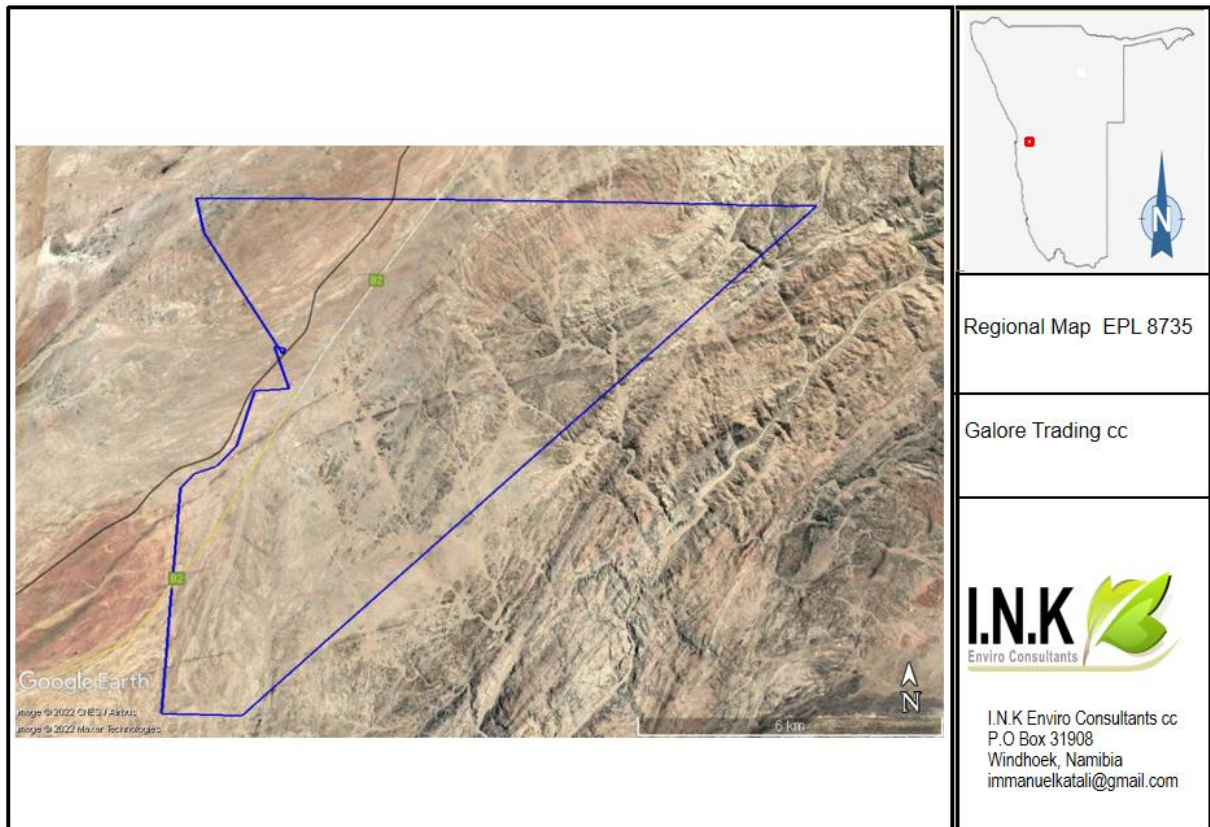 B2
B2
Google Earth
Image © 2022 CNES / Airbus
Image © 2022 Maxar Technologies
N
6 km
N
Regional Map EPL 8735
Galore Trading cc
I.N.K
Enviro Consultants
I.N.K Enviro Consultants cc
P.O Box 31908
Windhoek, Namibia
immanuelkatali@gmail.com